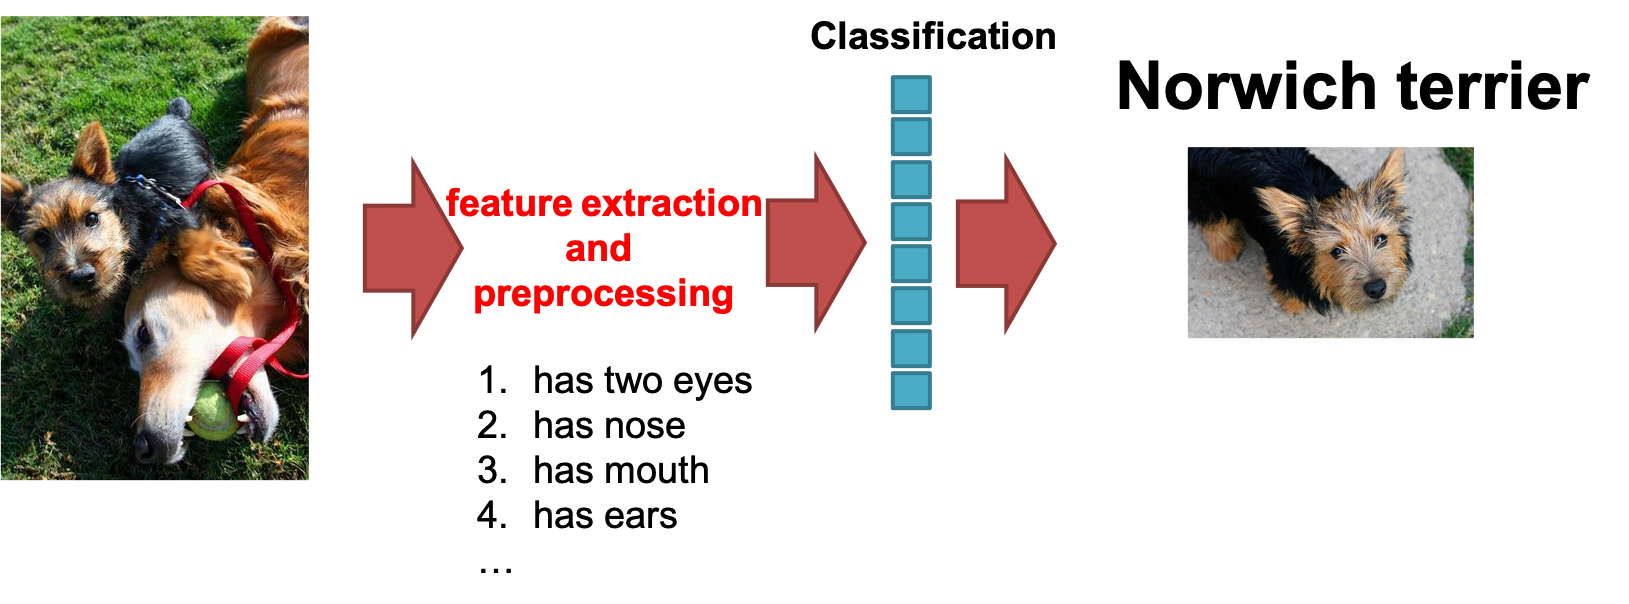 Classification
Norwich terrier
feature extraction
and
preprocessing
1. has two eyes
2. has nose
3. has mouth
4. has ears
…